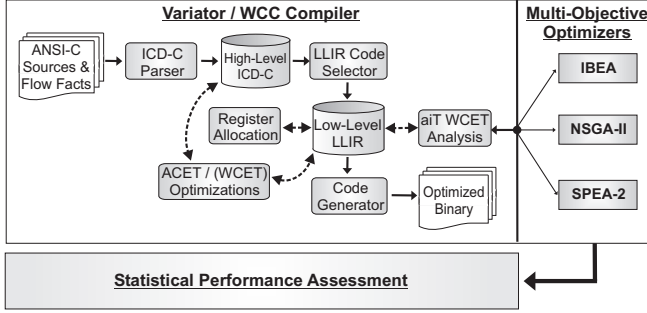 Variator / WCC Compiler
Multi-Objective
Optimizers
ANSI-C
Sources &
Flow Facts
ICD-C
Parser
High-Level
ICD-C
LLIR Code
Selector
IBEA
Register
Allocation
Low-Level
LLIR
aiT WCET
Analysis
NSGA-II
ACET / (WCET)
Optimizations
Code
Generator
Optimized
Binary
SPEA-2
Statistical Performance Assessment